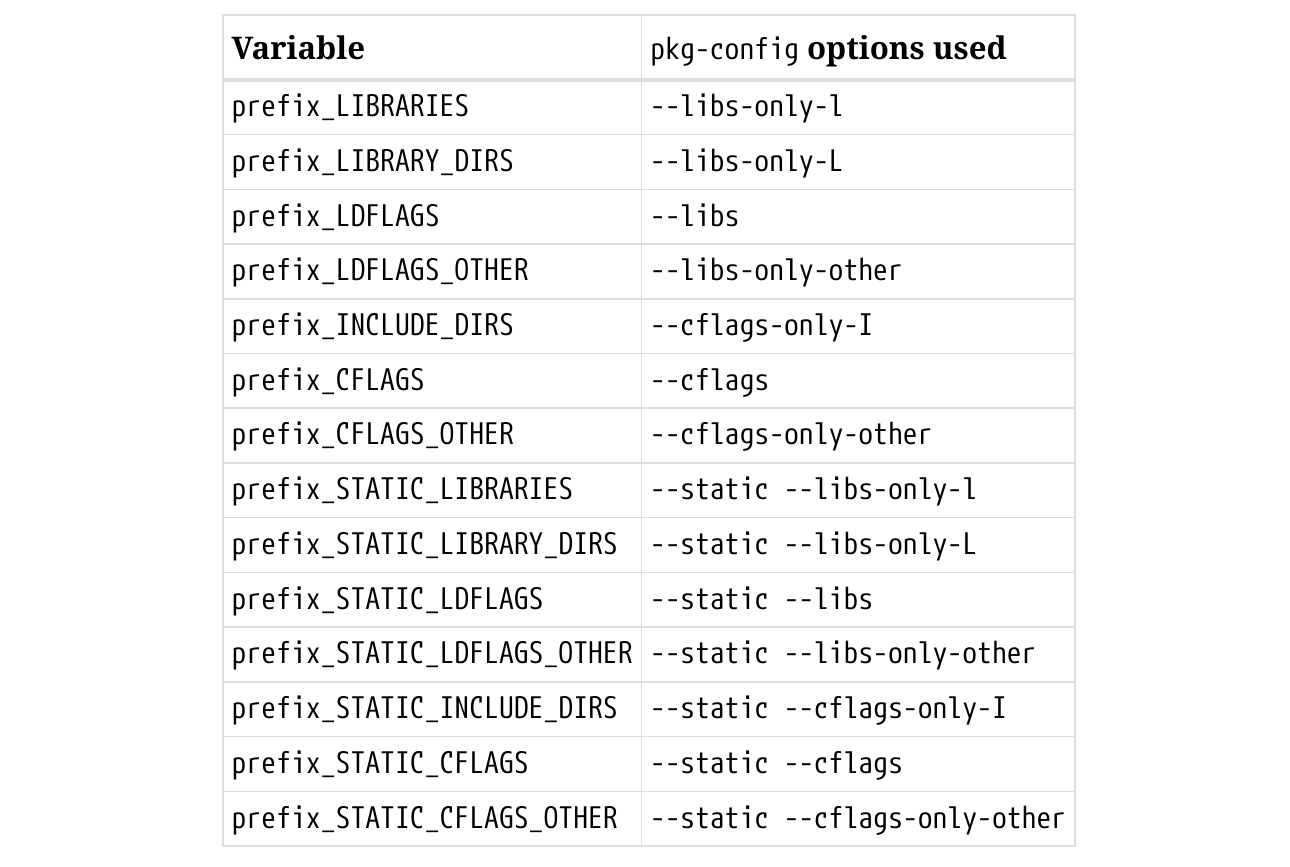 Variable pkg-config options used
prefix_LIBRARIES --libs-only-l
prefix_LIBRARY_DIRS --libs-only-L
prefix_LDFLAGS --libs
prefix_LDFLAGS_OTHER --libs-only-other
prefix_INCLUDE_DIRS --cflags-only-I
prefix_CFLAGS --cflags
prefix_CFLAGS_OTHER --cflags-only-other
prefix_STATIC_LIBRARIES --static --libs-only-l
prefix_STATIC_LIBRARY_DIRS --static --libs-only-L
prefix_STATIC_LDFLAGS --static --libs
prefix_STATIC_LDFLAGS_OTHER --static --libs-only-other
prefix_STATIC_INCLUDE_DIRS --static --cflags-only-I
prefix_STATIC_CFLAGS --static --cflags
prefix_STATIC_CFLAGS_OTHER --static --cflags-only-other